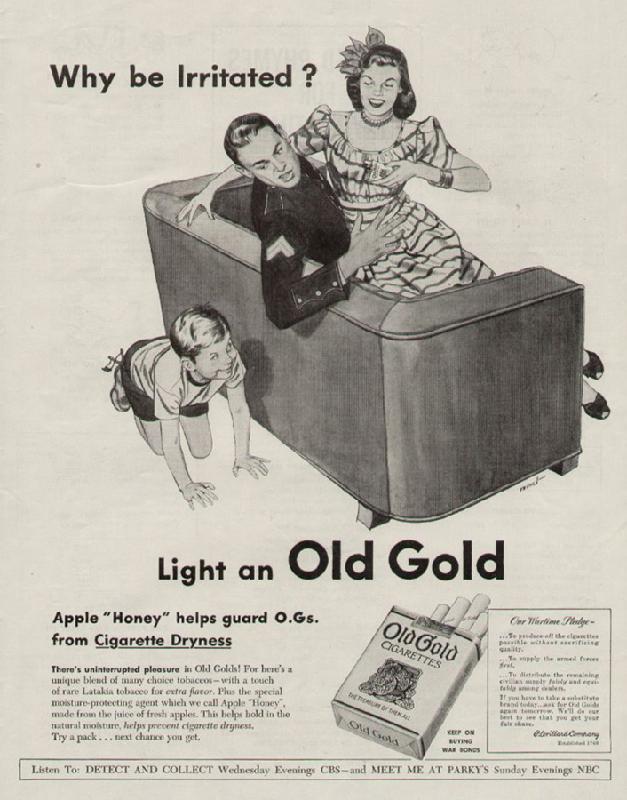 Why be Irritated?
Light an Old Gold
Apple "Honey" helps guard O.Gs.
from Cigarette Dryness
There's uninterrupted pleasure in Old Golds! For here's a
unique blend of many choice tobaccos—with a touch
of rare Latakia tobacco for extra flavor. Plus the special
moisture-protecting agent which we call Apple "Honey",
made from the juice of fresh apples. This helps hold in the
natural moisture, helps prevent cigarette dryness.
Try a pack . . . next chance you get.
Old Gold
CIGARETTES
THE TREASURE OF THEM ALL
Old Gold
KEEP ON
BUYING
WAR BONDS
Our Wartime Pledge—
...To produce all the cigarettes
possible without sacrificing
quality.
...To supply the armed forces
first.
...To distribute the remaining
civilian supply fairly and equi-
tably among dealers.
If you have to take a substitute
brand today...ask for Old Golds
again tomorrow. We'll do our
best to see that you get your
fair share.
P. Lorillard Company
Established 1760
Listen To: DETECT AND COLLECT Wednesday Evenings CBS—and MEET ME AT PARKY'S Sunday Evenings NBC